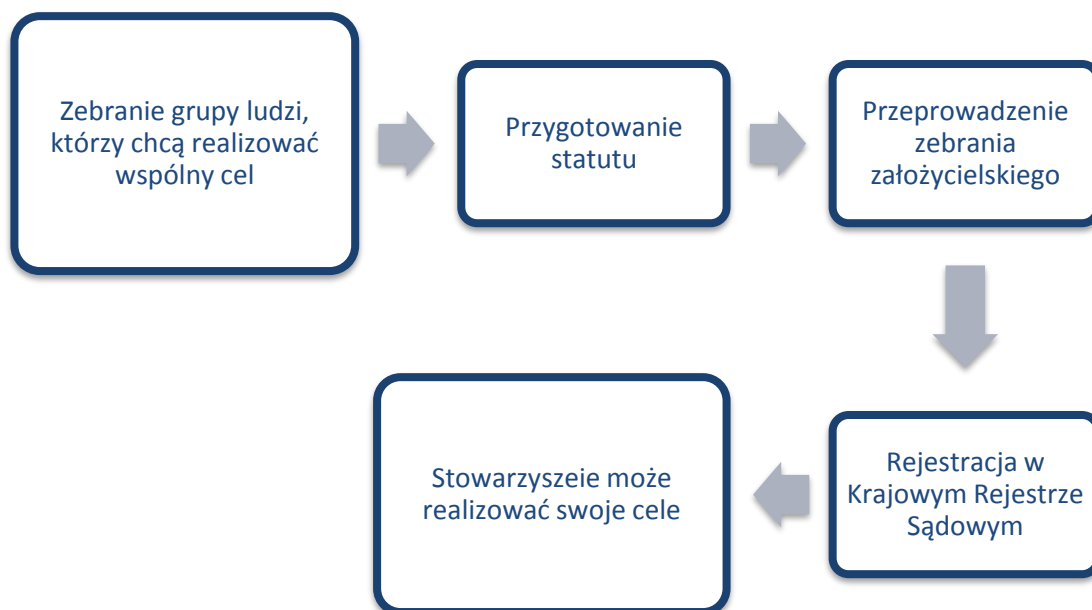 Zebranie grupy ludzi,
którzy chcą realizować
wspólny cel
Przygotowanie
statutu
Przeprowadzenie
zebrania
założycielskiego
Rejestracja w
Krajowym Rejestrze
Sądowym
Stowarzyszeie może
realizować swoje cele